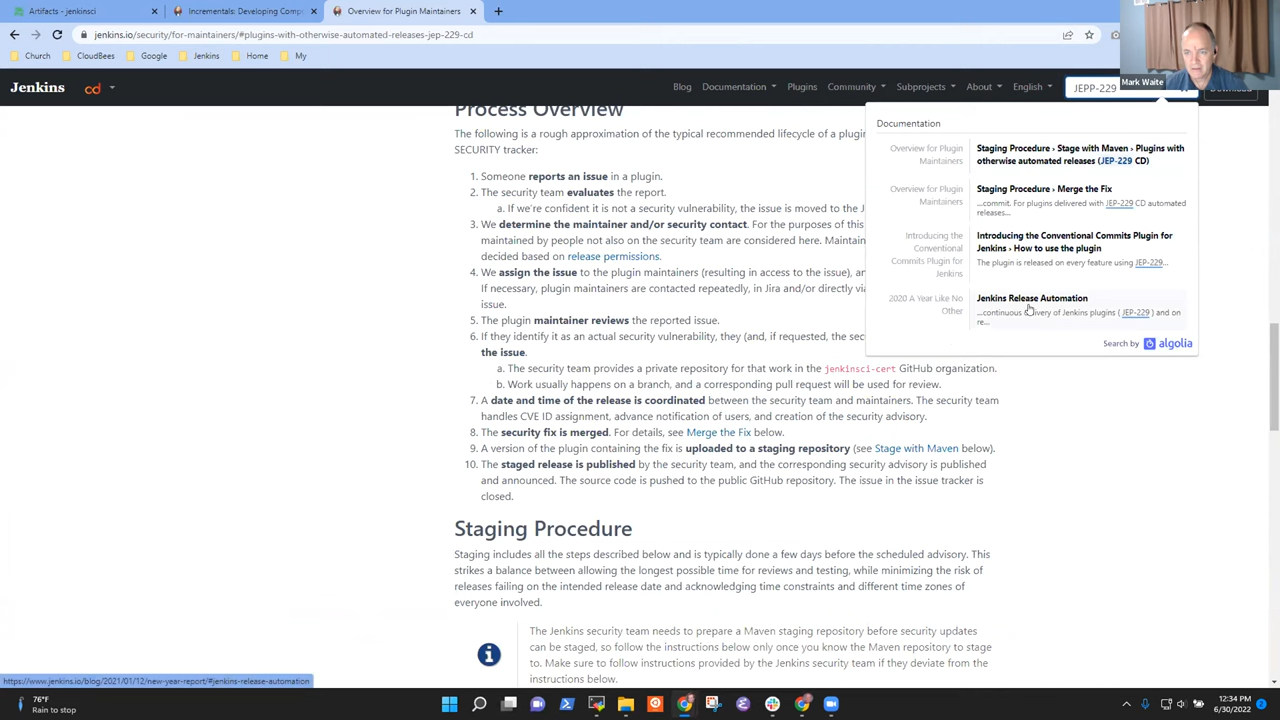 Artifacts - jenkinsci
Incrementals: Developing Comp
Overview for Plugin Maintainers
jenkins.io/security/for-maintainers/#plugins-with-otherwise-automated-releases-jep-229-cd
Church
CloudBees
Google
Jenkins
Home
My
Mark Waite
Jenkins
cd
Blog
Documentation
Plugins
Community
Subprojects
About
English
JEPP-229
Process Overview
The following is a rough approximation of the typical recommended lifecycle of a plugin
SECURITY tracker:
1. Someone reports an issue in a plugin.
2. The security team evaluates the report.
a. If we're confident it is not a security vulnerability, the issue is moved to the
3. We determine the maintainer and/or security contact. For the purposes of this
maintained by people not also on the security team are considered here. Maintain
decided based on release permissions.
4. We assign the issue to the plugin maintainers (resulting in access to the issue), an
If necessary, plugin maintainers are contacted repeatedly, in Jira and/or directly via
issue.
5. The plugin maintainer reviews the reported issue.
6. If they identify it as an actual security vulnerability, they (and, if requested, the sec
the issue.
a. The security team provides a private repository for that work in the jenkinsci-cert GitHub organization.
b. Work usually happens on a branch, and a corresponding pull request will be used for review.
7. A date and time of the release is coordinated between the security team and maintainers. The security team
handles CVE ID assignment, advance notification of users, and creation of the security advisory.
8. The security fix is merged. For details, see Merge the Fix below.
9. A version of the plugin containing the fix is uploaded to a staging repository (see Stage with Maven below).
10. The staged release is published by the security team, and the corresponding security advisory is published
and announced. The source code is pushed to the public GitHub repository. The issue in the issue tracker is
closed.
Documentation
Overview for Plugin
Maintainers
Staging Procedure › Stage with Maven › Plugins with
otherwise automated releases (JEP-229 CD)
Overview for Plugin
Maintainers
Staging Procedure › Merge the Fix
...commit. For plugins delivered with JEP-229 CD automated
releases...
Introducing the
Conventional
Commits Plugin for
Jenkins
Introducing the Conventional Commits Plugin for
Jenkins › How to use the plugin
The plugin is released on every feature using JEP-229...
2020 A Year Like No
Other
Jenkins Release Automation
...continuous delivery of Jenkins plugins ( JEP-229 ) and on
re...
Search by algolia
Staging Procedure
Staging includes all the steps described below and is typically done a few days before the scheduled advisory. This
strikes a balance between allowing the longest possible time for reviews and testing, while minimizing the risk of
releases failing on the intended release date and acknowledging time constraints and different time zones of
everyone involved.
The Jenkins security team needs to prepare a Maven staging repository before security updates
can be staged, so follow the instructions below only once you know the Maven repository to stage
to. Make sure to follow instructions provided by the Jenkins security team if they deviate from the
instructions below.
https://www.jenkins.io/blog/2021/01/12/new-year-report/#jenkins-release-automation
76°F
Rain to stop
12:34 PM
6/30/2022
2